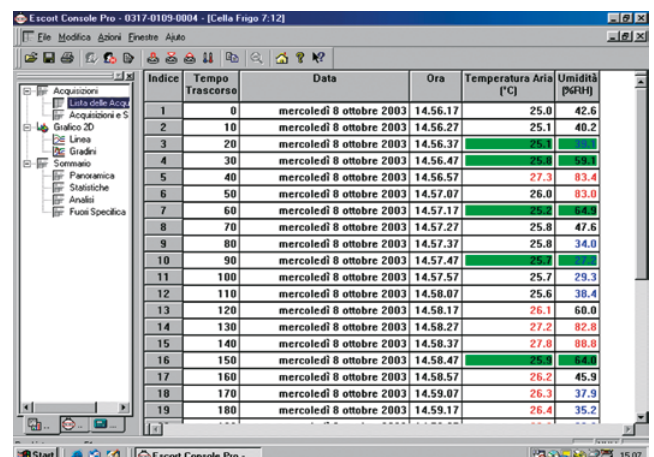 Escort Console Pro - 0317-0109-0004 - [Cella Frigo 7:12]
File Modifica Azioni Finestre Aiuto
Acquisizioni
Lista delle Acqu
Acquisizioni e S
Grafico 2D
Linea
Gradini
Sommario
Panoramica
Statistiche
Analisi
Fuori Specifica
Indice Tempo Trascorso Data Ora Temperatura Aria (°C) Umidità (%RH)
1 0 mercoledì 8 ottobre 2003 14.56.17 25.0 42.6
2 10 mercoledì 8 ottobre 2003 14.56.27 25.1 40.2
3 20 mercoledì 8 ottobre 2003 14.56.37 25.1 39.1
4 30 mercoledì 8 ottobre 2003 14.56.47 25.8 59.1
5 40 mercoledì 8 ottobre 2003 14.56.57 27.3 83.4
6 50 mercoledì 8 ottobre 2003 14.57.07 26.0 83.0
7 60 mercoledì 8 ottobre 2003 14.57.17 25.2 64.9
8 70 mercoledì 8 ottobre 2003 14.57.27 25.8 47.6
9 80 mercoledì 8 ottobre 2003 14.57.37 25.8 34.0
10 90 mercoledì 8 ottobre 2003 14.57.47 25.7 27.2
11 100 mercoledì 8 ottobre 2003 14.57.57 25.7 29.3
12 110 mercoledì 8 ottobre 2003 14.58.07 25.6 38.4
13 120 mercoledì 8 ottobre 2003 14.58.17 26.1 60.0
14 130 mercoledì 8 ottobre 2003 14.58.27 27.2 82.8
15 140 mercoledì 8 ottobre 2003 14.58.37 27.8 88.8
16 150 mercoledì 8 ottobre 2003 14.58.47 25.9 64.0
17 160 mercoledì 8 ottobre 2003 14.58.57 26.2 45.9
18 170 mercoledì 8 ottobre 2003 14.59.07 26.3 37.9
19 180 mercoledì 8 ottobre 2003 14.59.17 26.4 35.2
Start Escort Console Pro - 15.07